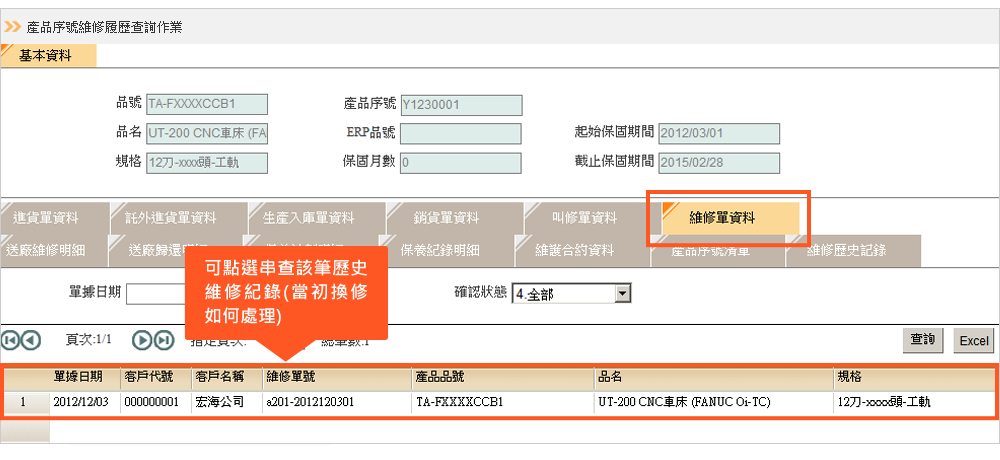 產品序號維修履歷查詢作業
基本資料
品號 TA-FXXXXCCB1 產品序號 Y1230001
品名 UT-200 CNC車床 (FA ERP品號 起始保固期間 2012/03/01
規格 12刀-xxxx頭-工軌 保固月數 0 截止保固期間 2015/02/28
進貨單資料 託外進貨單資料 生產入庫單資料 銷貨單資料 叫修單資料 維修單資料
送廠維修明細 送廠歸還明細 保養紀錄明細 維護合約資料 產品序號清單 維修歷史記錄
可點選串查該筆歷史
維修紀錄(當初換修
如何處理)
單據日期 確認狀態 4.全部
頁次:1/1 指定頁次: 總筆數:1 查詢 Excel
單據日期 客戶代號 客戶名稱 維修單號 產品品號 品名 規格
1 2012/12/03 000000001 宏海公司 a201-2012120301 TA-FXXXXCCB1 UT-200 CNC車床 (FANUC Oi-TC) 12刀-xxxx頭-工軌